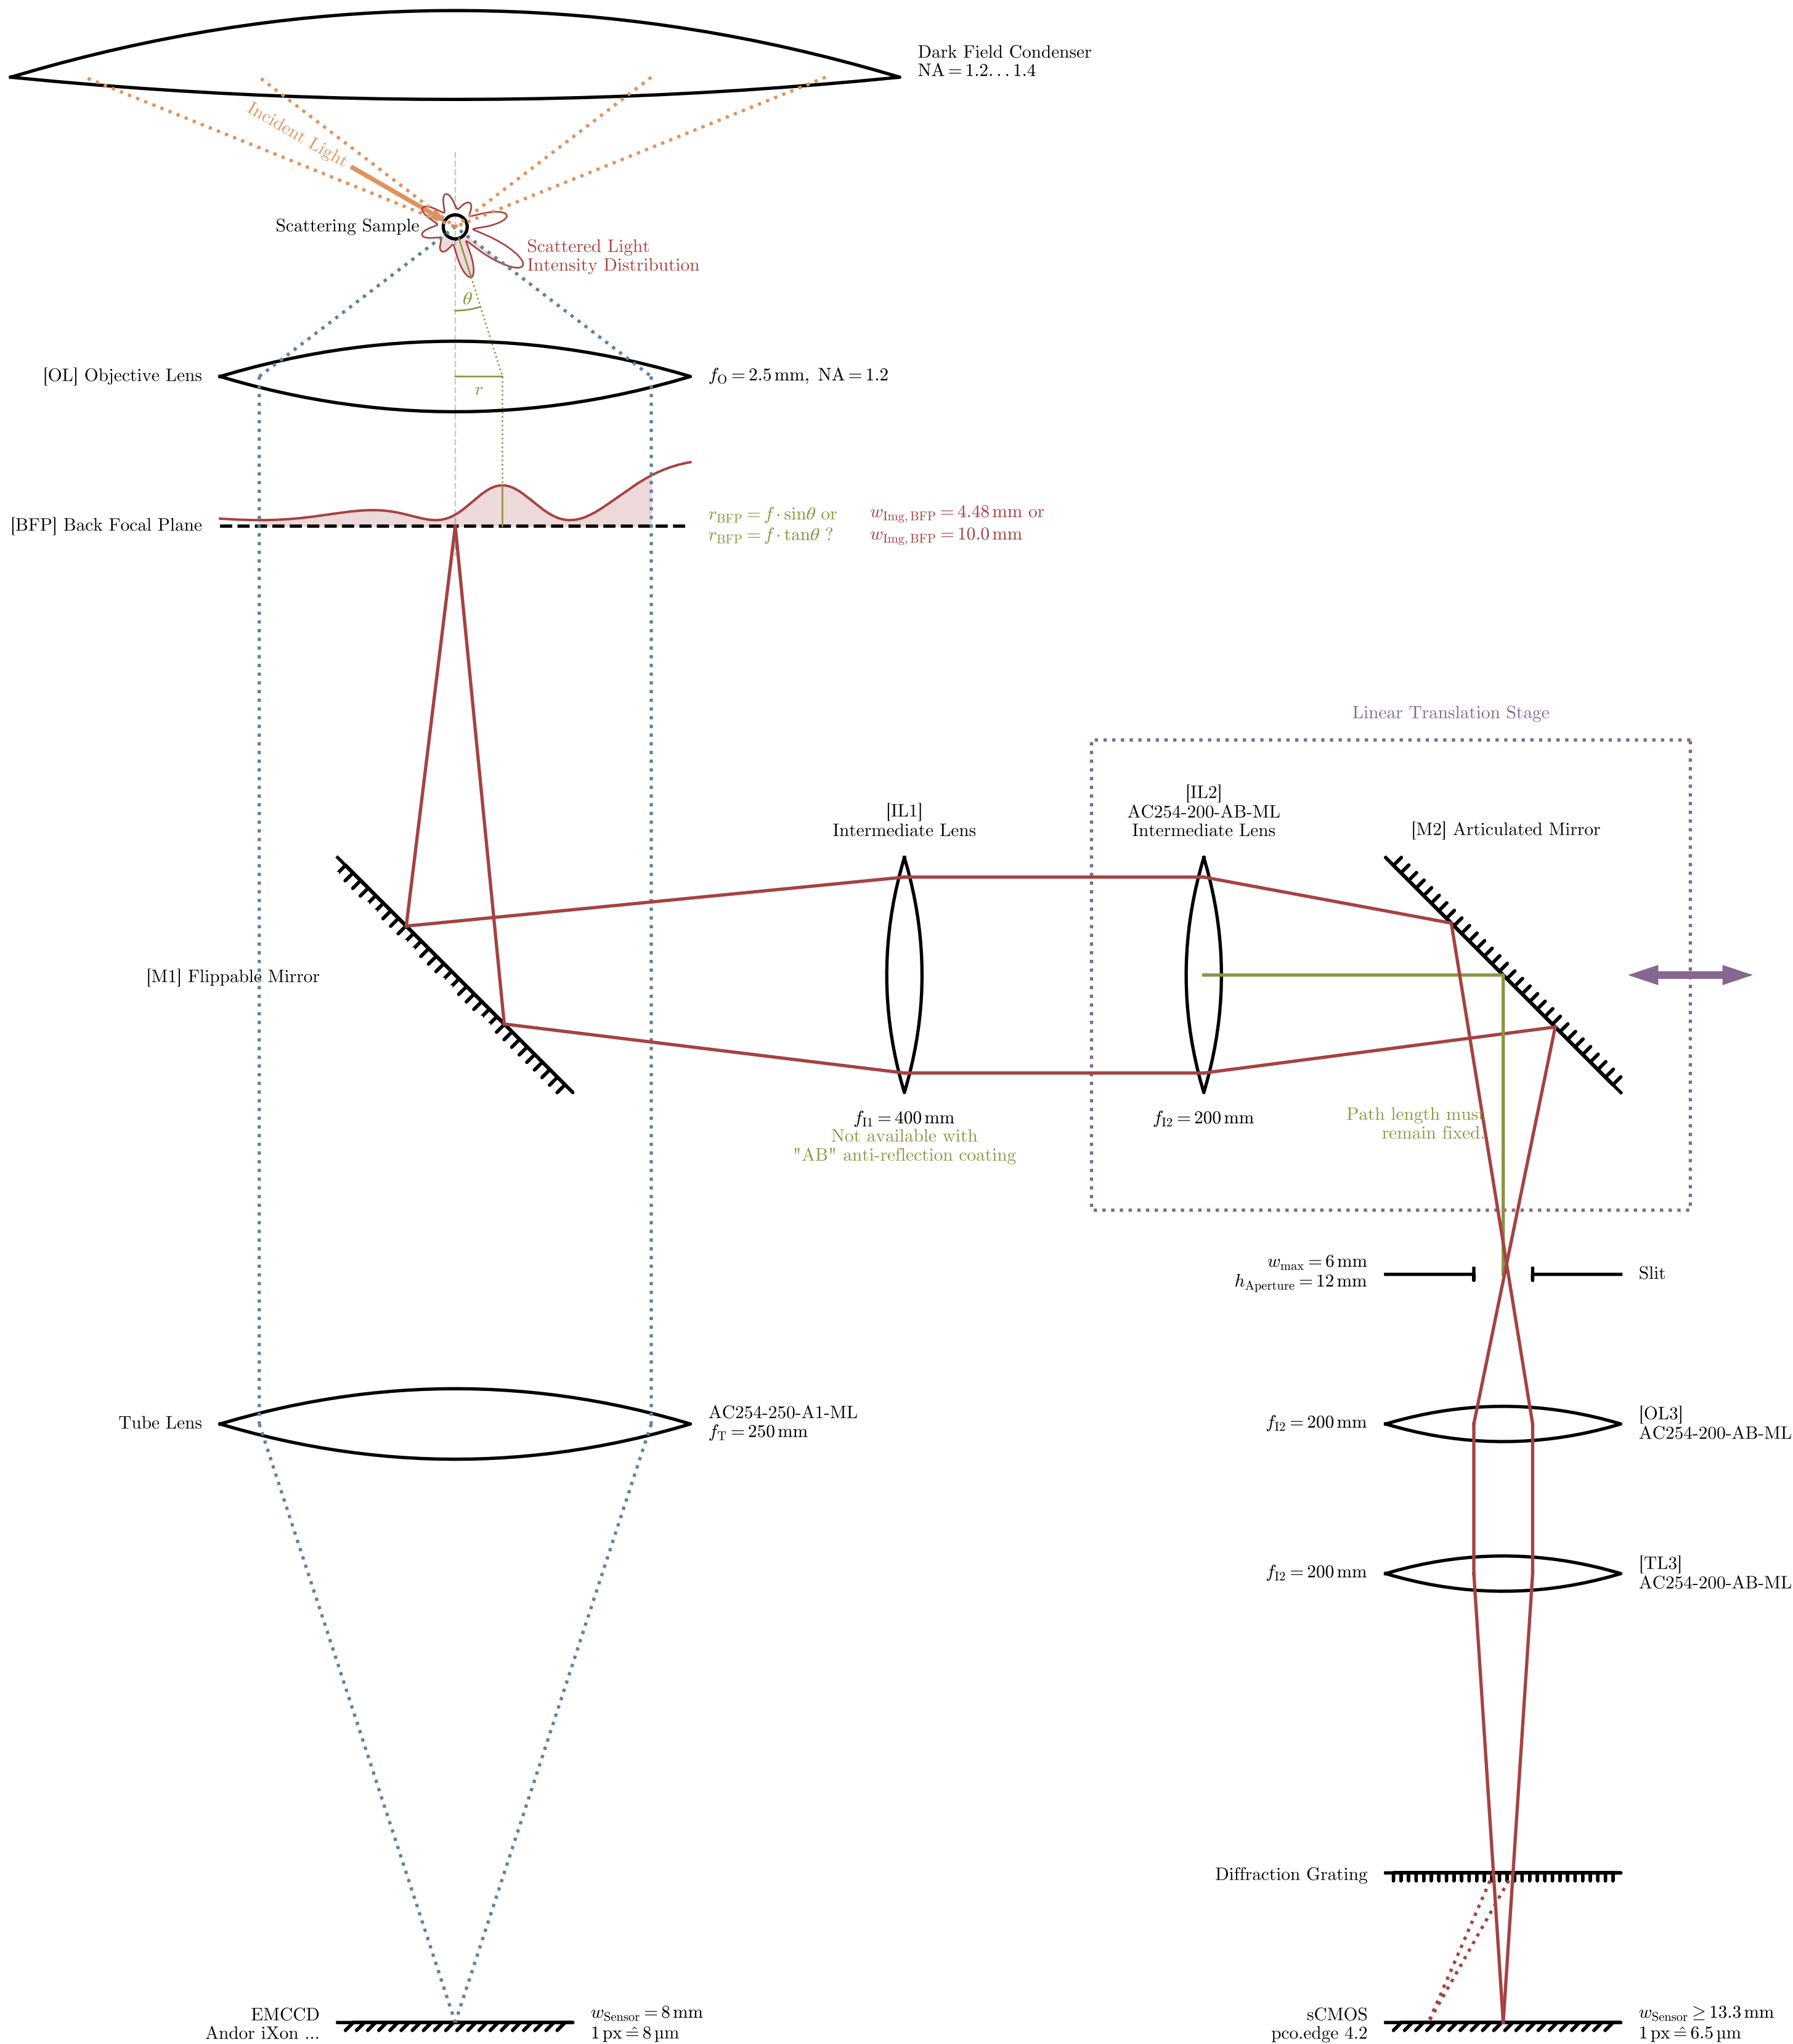 Dark Field Condenser
NA = 1.2...1.4
Incident Light
Scattering Sample
Scattered Light
Intensity Distribution
θ
[OL] Objective Lens
r
f_O = 2.5 mm, NA = 1.2
[BFP] Back Focal Plane
r_BFP = f · sinθ or
r_BFP = f · tanθ ?
w_Img, BFP = 4.48 mm or
w_Img, BFP = 10.0 mm
Linear Translation Stage
[IL1]
Intermediate Lens
[IL2]
AC254-200-AB-ML
Intermediate Lens
[M2] Articulated Mirror
[M1] Flippable Mirror
f_I1 = 400 mm
Not available with
"AB" anti-reflection coating
f_I2 = 200 mm
Path length must
remain fixed.
w_max = 6 mm
h_Aperture = 12 mm
Slit
Tube Lens
AC254-250-A1-ML
f_T = 250 mm
f_I2 = 200 mm
[OL3]
AC254-200-AB-ML
f_I2 = 200 mm
[TL3]
AC254-200-AB-ML
Diffraction Grating
EMCCD
Andor iXon ...
w_Sensor = 8 mm
1 px ≙ 8 µm
sCMOS
pco.edge 4.2
w_Sensor ≥ 13.3 mm
1 px ≙ 6.5 µm